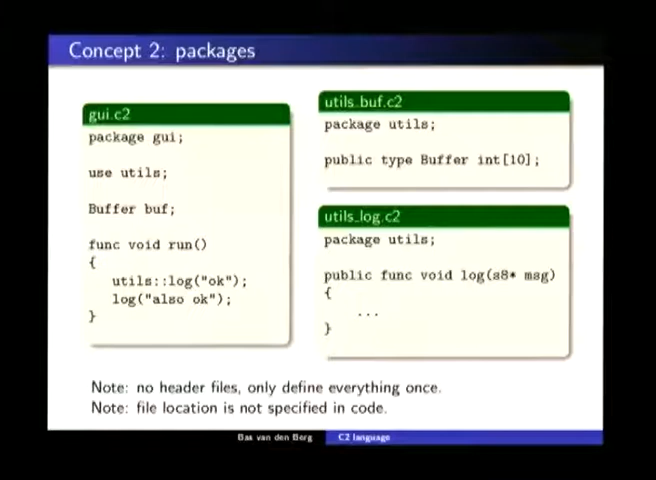 Concept 2: packages
gui.c2
package gui;
use utils;
Buffer buf;
func void run()
{
utils::log("ok");
log("also ok");
}
utils_buf.c2
package utils;
public type Buffer int[10];
utils_log.c2
package utils;
public func void log(s8* msg)
{
...
}
Note: no header files, only define everything once.
Note: file location is not specified in code.
Bas van den Berg
C2 language